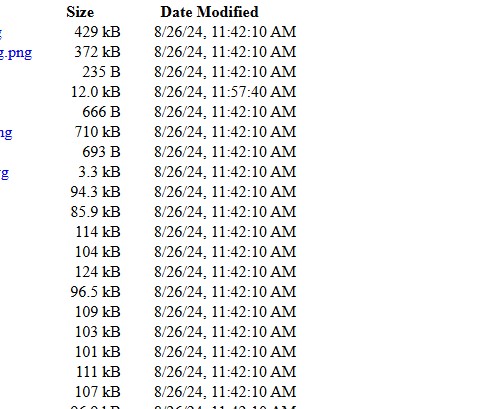 Size Date Modified
429 kB 8/26/24, 11:42:10 AM
g.png 372 kB 8/26/24, 11:42:10 AM
235 B 8/26/24, 11:42:10 AM
12.0 kB 8/26/24, 11:57:40 AM
666 B 8/26/24, 11:42:10 AM
ng 710 kB 8/26/24, 11:42:10 AM
693 B 8/26/24, 11:42:10 AM
g 3.3 kB 8/26/24, 11:42:10 AM
94.3 kB 8/26/24, 11:42:10 AM
85.9 kB 8/26/24, 11:42:10 AM
114 kB 8/26/24, 11:42:10 AM
104 kB 8/26/24, 11:42:10 AM
124 kB 8/26/24, 11:42:10 AM
96.5 kB 8/26/24, 11:42:10 AM
109 kB 8/26/24, 11:42:10 AM
103 kB 8/26/24, 11:42:10 AM
101 kB 8/26/24, 11:42:10 AM
111 kB 8/26/24, 11:42:10 AM
107 kB 8/26/24, 11:42:10 AM